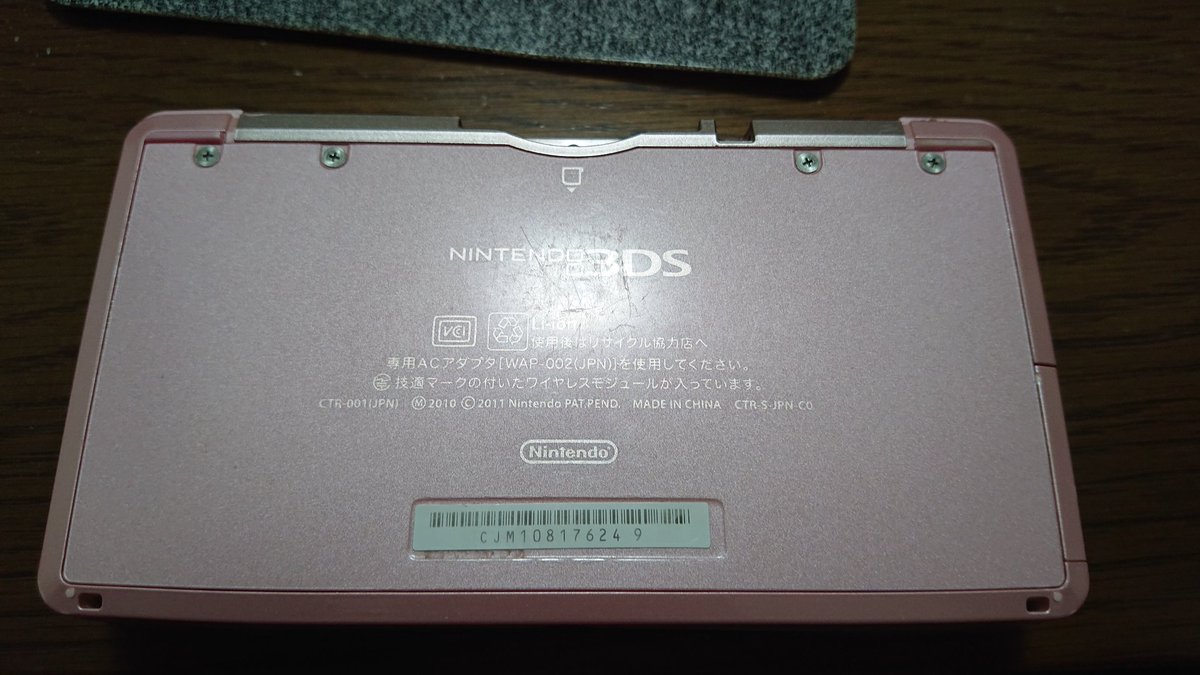 NINTENDO 3DS
VCCI
Li-ion
使用後はリサイクル協力店へ
専用ACアダプタ[WAP-002(JPN)]を使用してください。
技適マークの付いたワイヤレスモジュールが入っています。
CTR-001(JPN) Ⓜ 2010 Ⓒ 2011 Nintendo PAT.PEND. MADE IN CHINA CTR-S-JPN-C0
Nintendo
CJM10817624 9